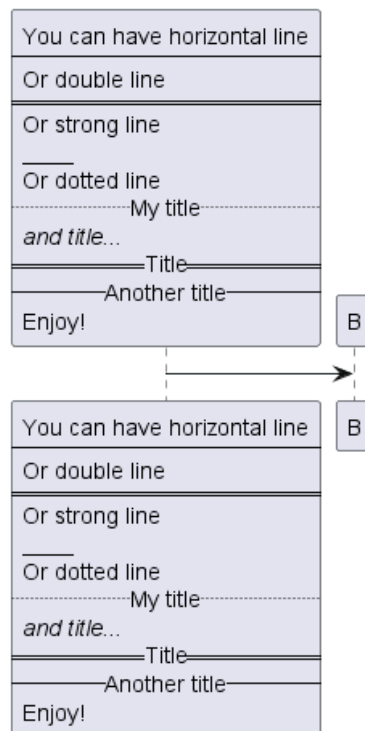 You can have horizontal line
Or double line
Or strong line
____
Or dotted line
My title
and title...
Title
Another title
Enjoy!
B
You can have horizontal line
B
Or double line
Or strong line
____
Or dotted line
My title
and title...
Title
Another title
Enjoy!